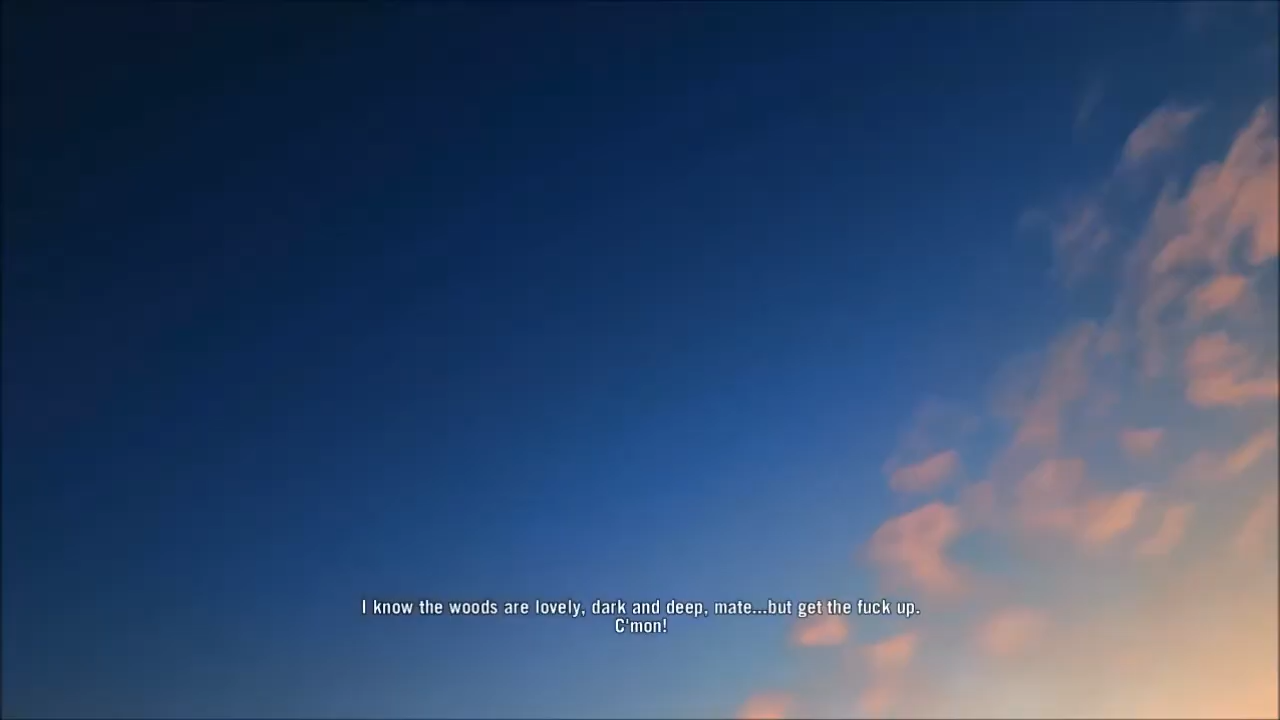 I know the woods are lovely, dark and deep, mate...but get the fuck up.
C'mon!